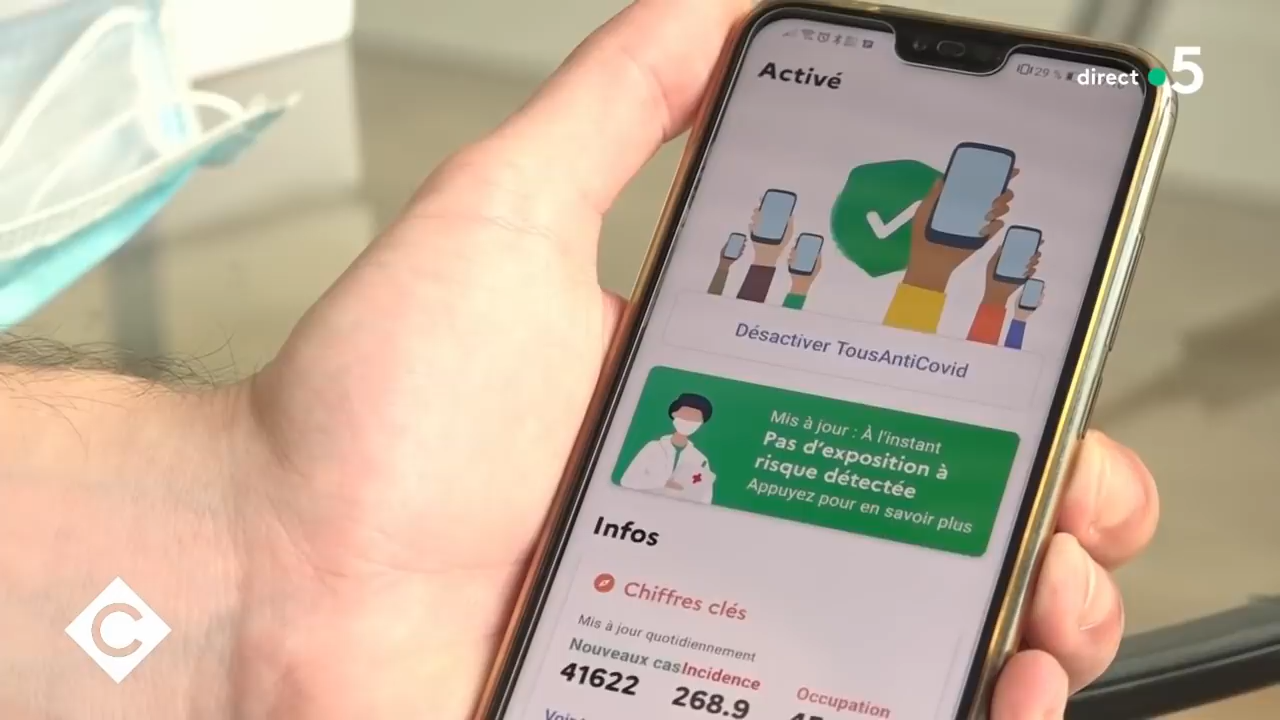 Activé
29 %
direct 5
Désactiver TousAntiCovid
Mis à jour : À l'instant
Pas d'exposition à
risque détectée
Appuyez pour en savoir plus
Infos
Chiffres clés
Mis à jour quotidiennement
Nouveaux cas Incidence Occupation
41622 268.9
C